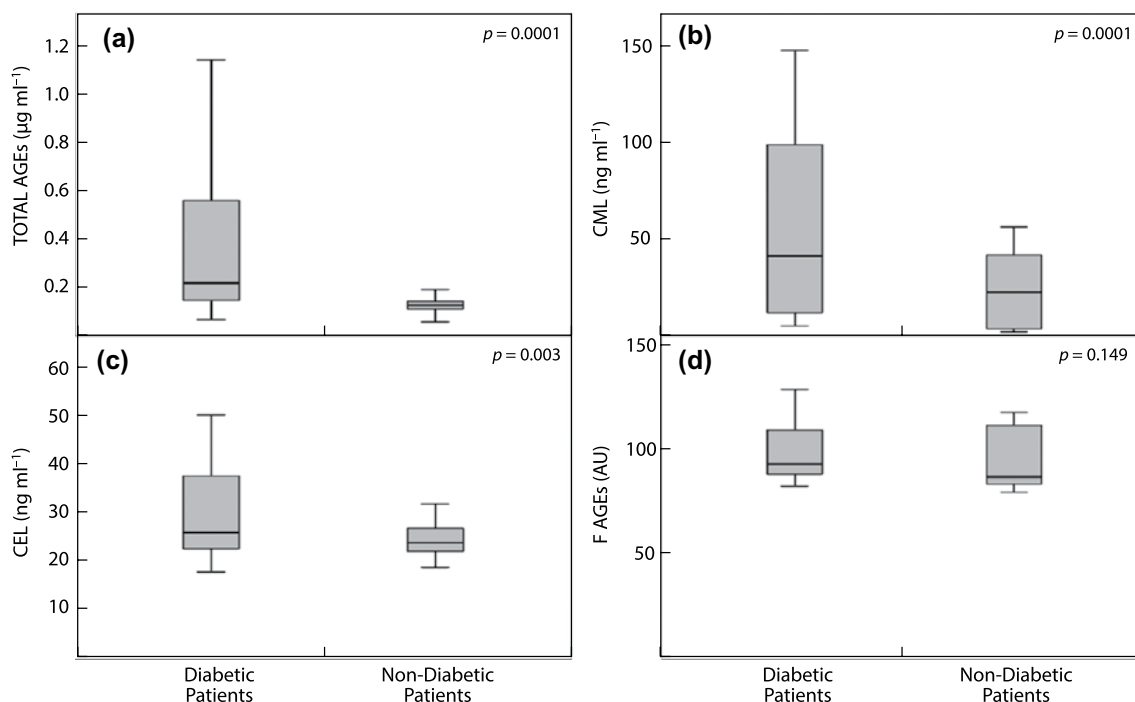 (a)
p = 0.0001
TOTAL AGEs (µg ml⁻¹)
1.2
1.0
0.8
0.6
0.4
0.2
(b)
p = 0.0001
CML (ng ml⁻¹)
150
100
50
(c)
p = 0.003
CEL (ng ml⁻¹)
60
50
40
30
20
10
Diabetic
Patients
Non-Diabetic
Patients
(d)
p = 0.149
F AGEs (AU)
150
100
50
Diabetic
Patients
Non-Diabetic
Patients